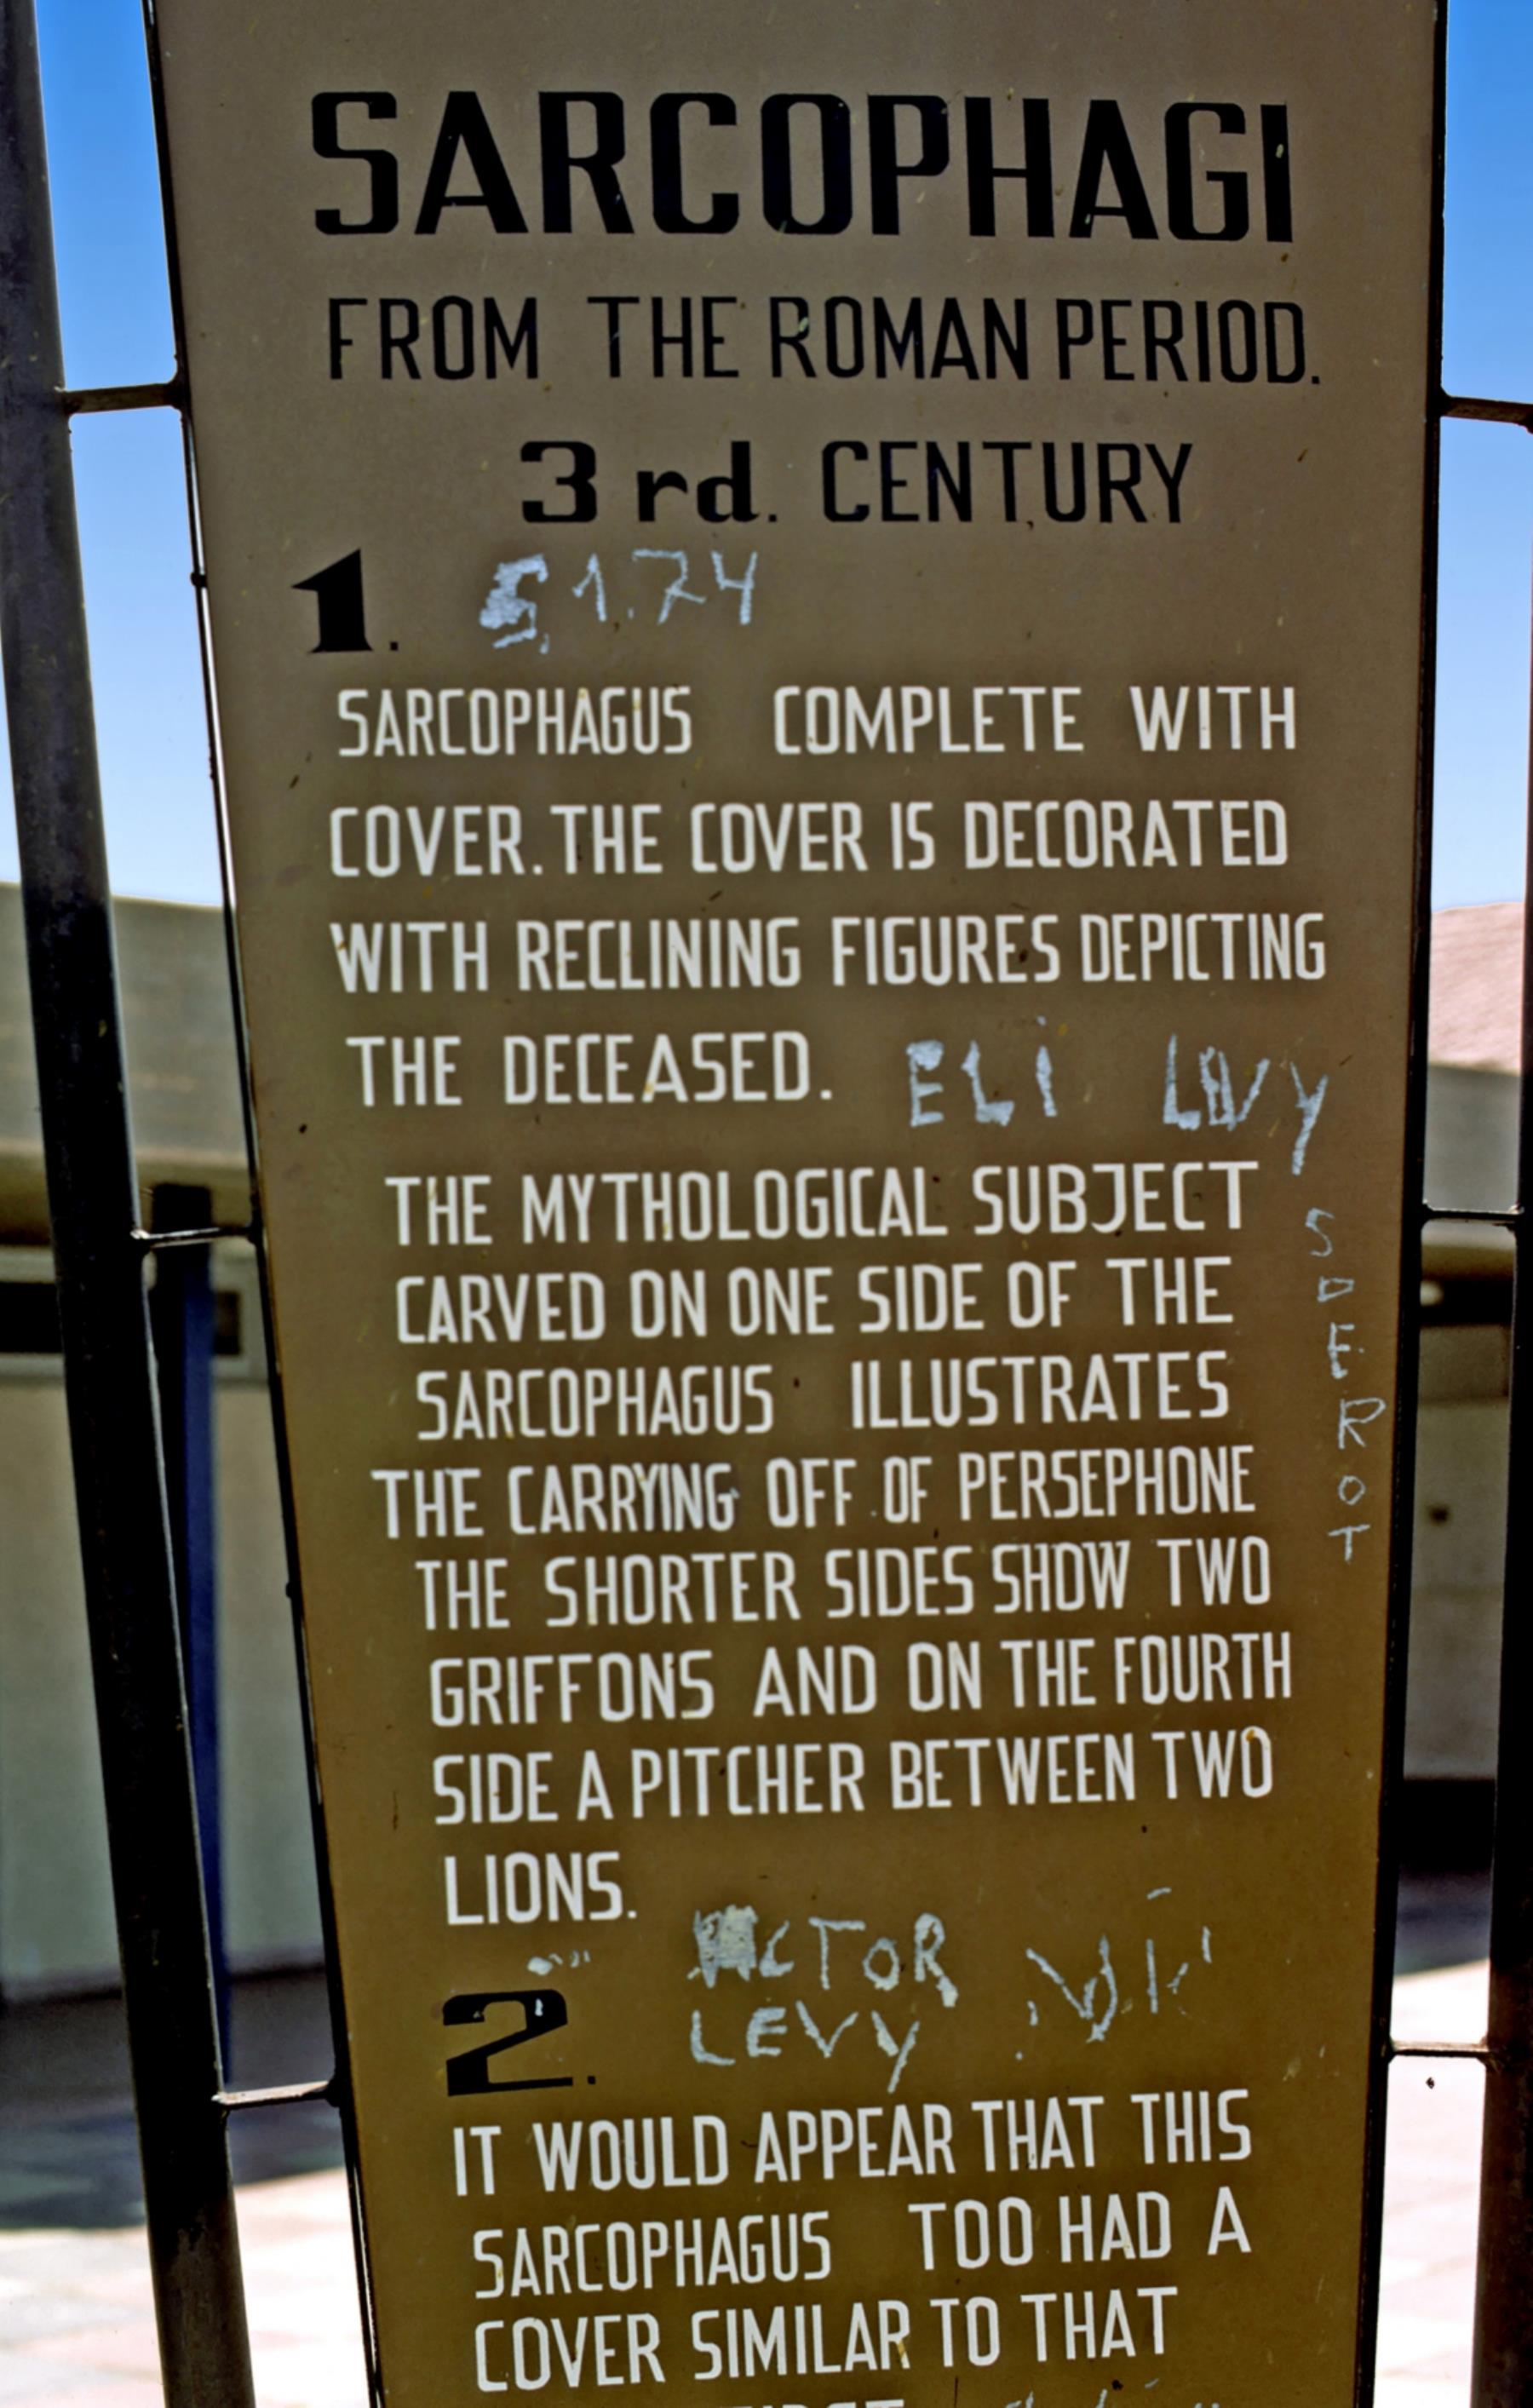 SARCOPHAGI
FROM THE ROMAN PERIOD.
3 rd. CENTURY
1. 5.1.74
SARCOPHAGUS COMPLETE WITH
COVER. THE COVER IS DECORATED
WITH RECLINING FIGURES DEPICTING
THE DECEASED. ELi LEVY
SDEROT
THE MYTHOLOGICAL SUBJECT
CARVED ON ONE SIDE OF THE
SARCOPHAGUS ILLUSTRATES
THE CARRYING OFF OF PERSEPHONE
THE SHORTER SIDES SHOW TWO
GRIFFONS AND ON THE FOURTH
SIDE A PITCHER BETWEEN TWO
LIONS.
2. LEVY
IT WOULD APPEAR THAT THIS
SARCOPHAGUS TOO HAD A
COVER SIMILAR TO THAT